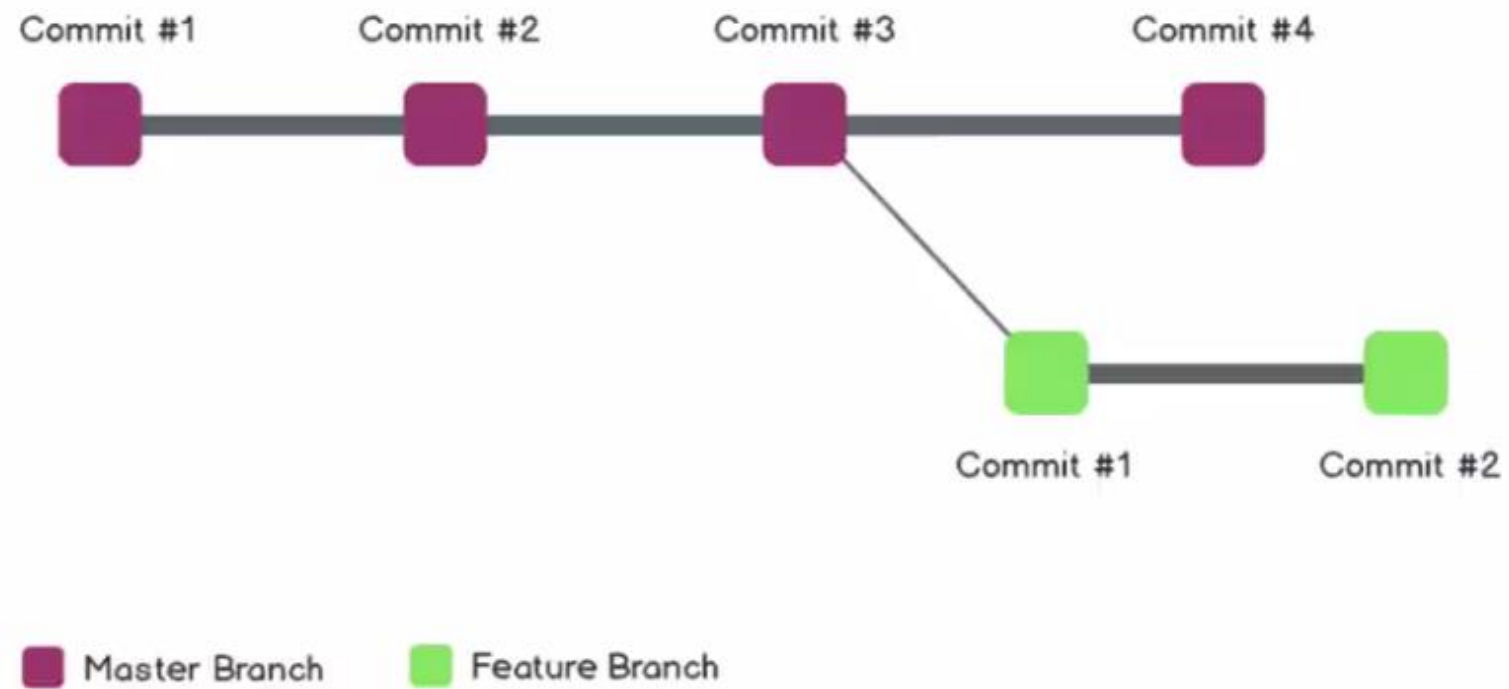 Commit #1 Commit #2 Commit #3 Commit #4
Commit #1 Commit #2
Master Branch Feature Branch